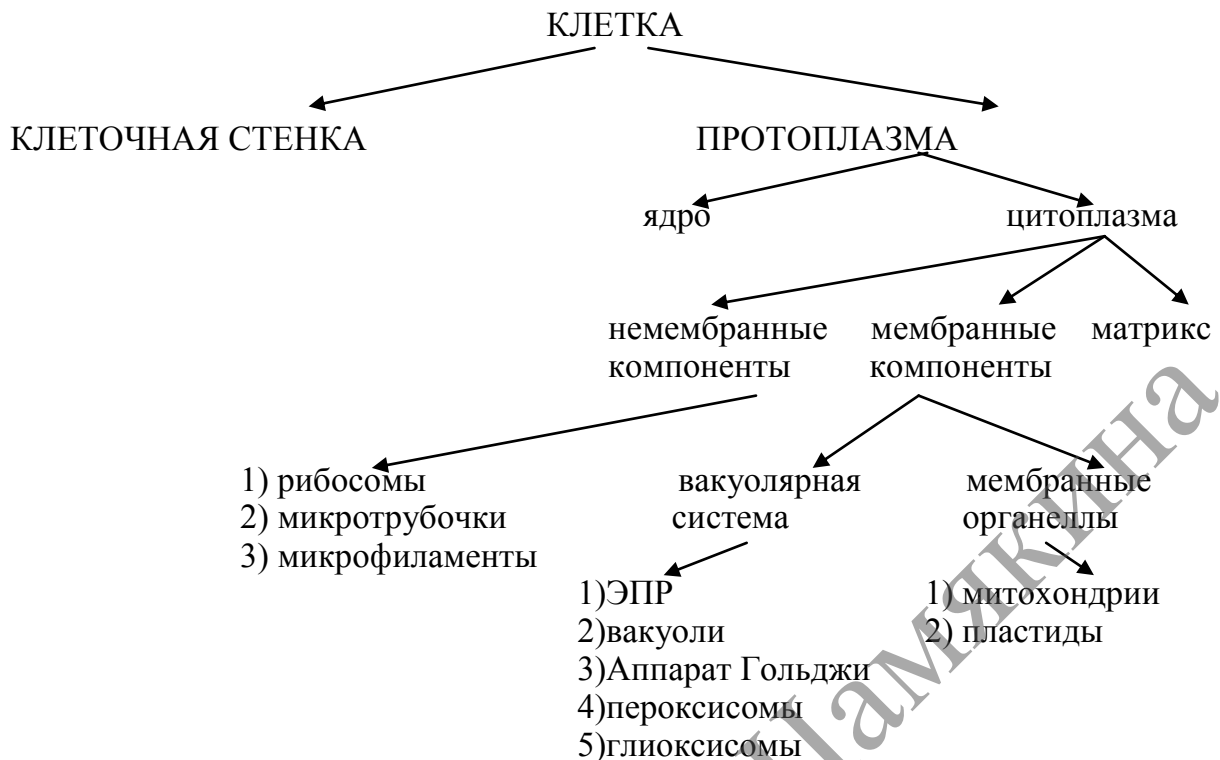 КЛЕТКА
КЛЕТОЧНАЯ СТЕНКА ПРОТОПЛАЗМА
ядро цитоплазма
немембранные мембранные матрикс
компоненты компоненты
1) рибосомы вакуолярная мембранные
2) микротрубочки система органеллы
3) микрофиламенты
1)ЭПР 1) митохондрии
2)вакуоли 2) пластиды
3)Аппарат Гольджи
4)пероксисомы
5)глиоксисомы